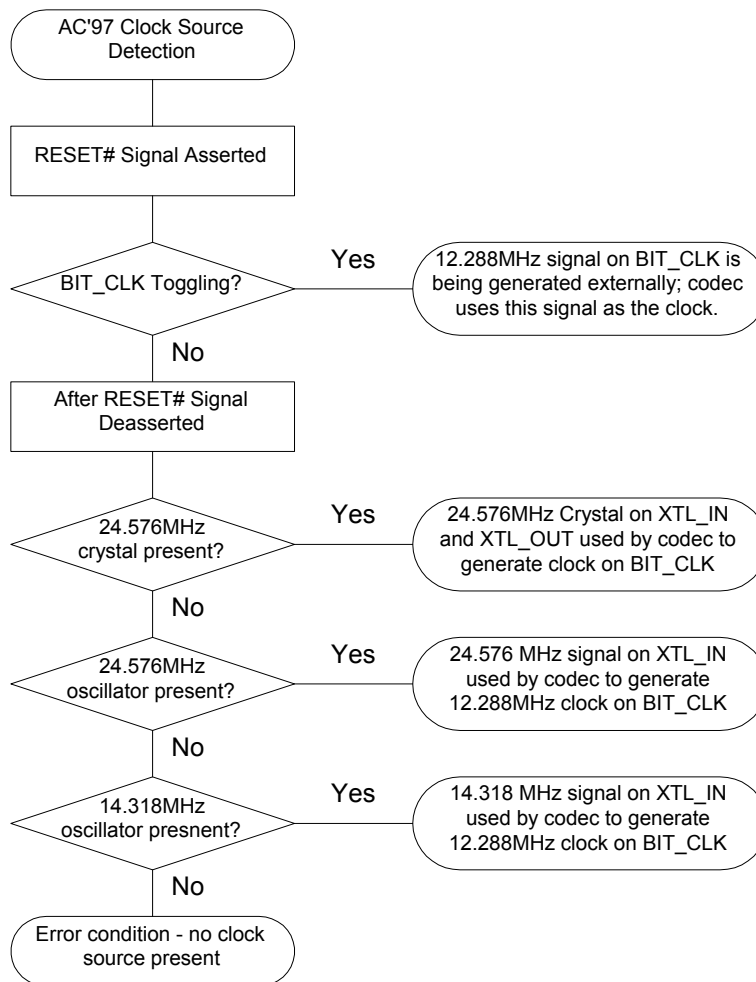 AC'97 Clock Source
Detection
RESET# Signal Asserted
BIT_CLK Toggling?
Yes
12.288MHz signal on BIT_CLK is
being generated externally; codec
uses this signal as the clock.
No
After RESET# Signal
Deasserted
24.576MHz
crystal present?
Yes
24.576MHz Crystal on XTL_IN
and XTL_OUT used by codec to
generate clock on BIT_CLK
No
24.576MHz
oscillator present?
Yes
24.576 MHz signal on XTL_IN
used by codec to generate
12.288MHz clock on BIT_CLK
No
14.318MHz
oscillator presnent?
Yes
14.318 MHz signal on XTL_IN
used by codec to generate
12.288MHz clock on BIT_CLK
No
Error condition - no clock
source present